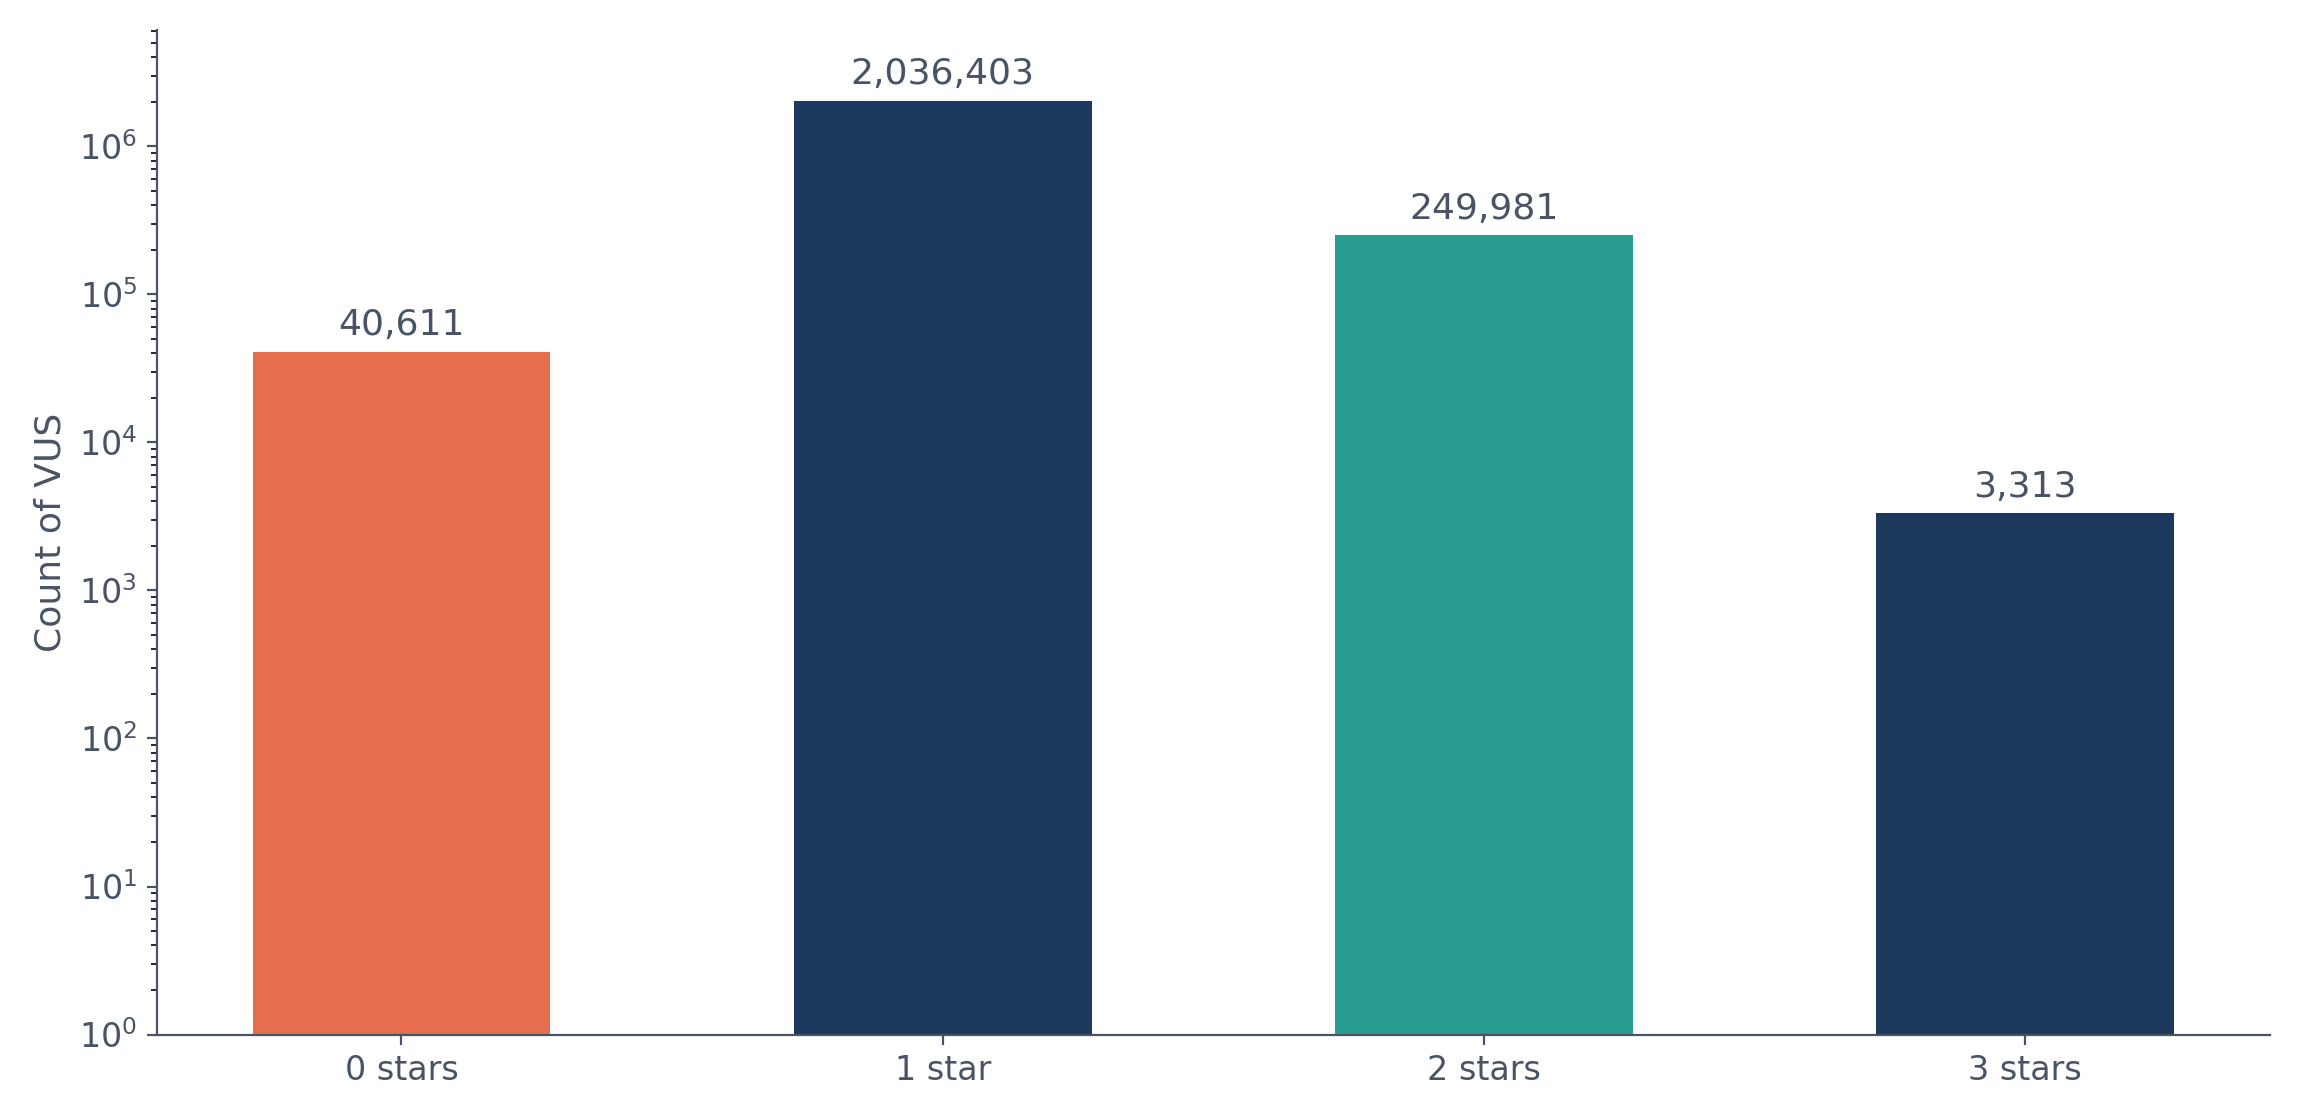 2,036,403
249,981
40,611
3,313
Count of VUS
10⁶
10⁵
10⁴
10³
10²
10¹
10⁰
0 stars
1 star
2 stars
3 stars